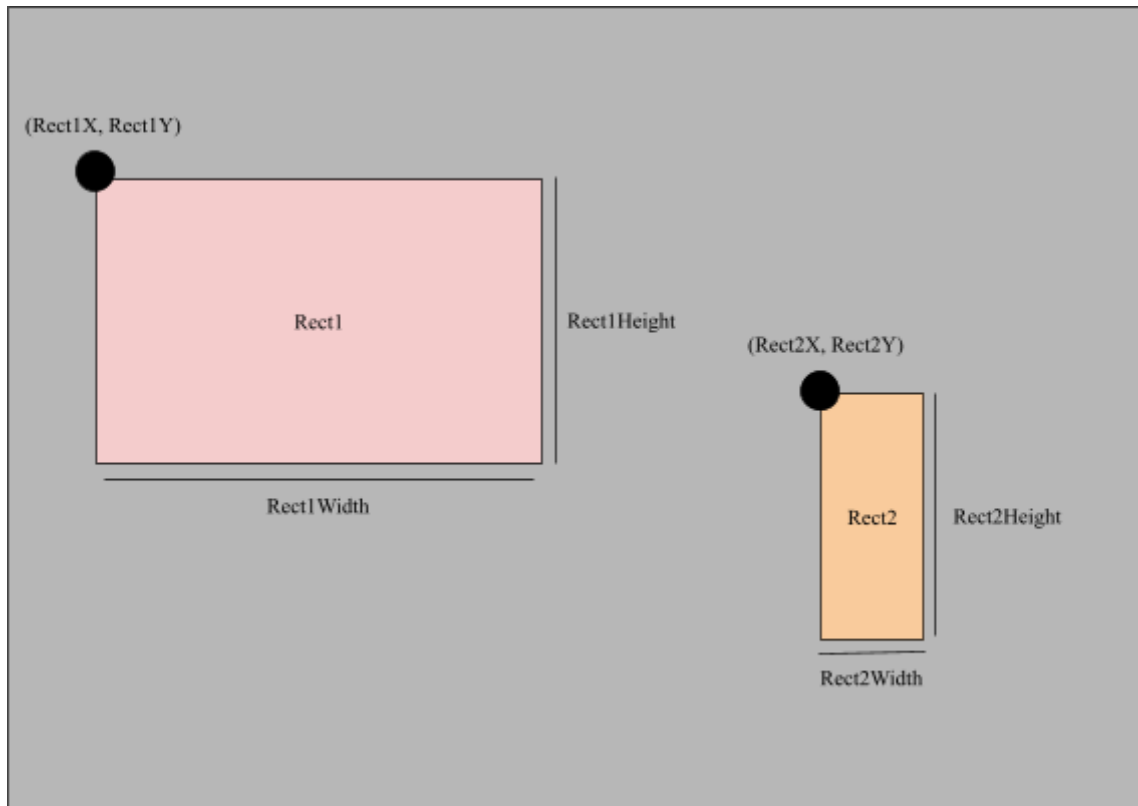 (Rect1X, Rect1Y)
Rect1
Rect1Height
(Rect2X, Rect2Y)
Rect1Width
Rect2
Rect2Height
Rect2Width